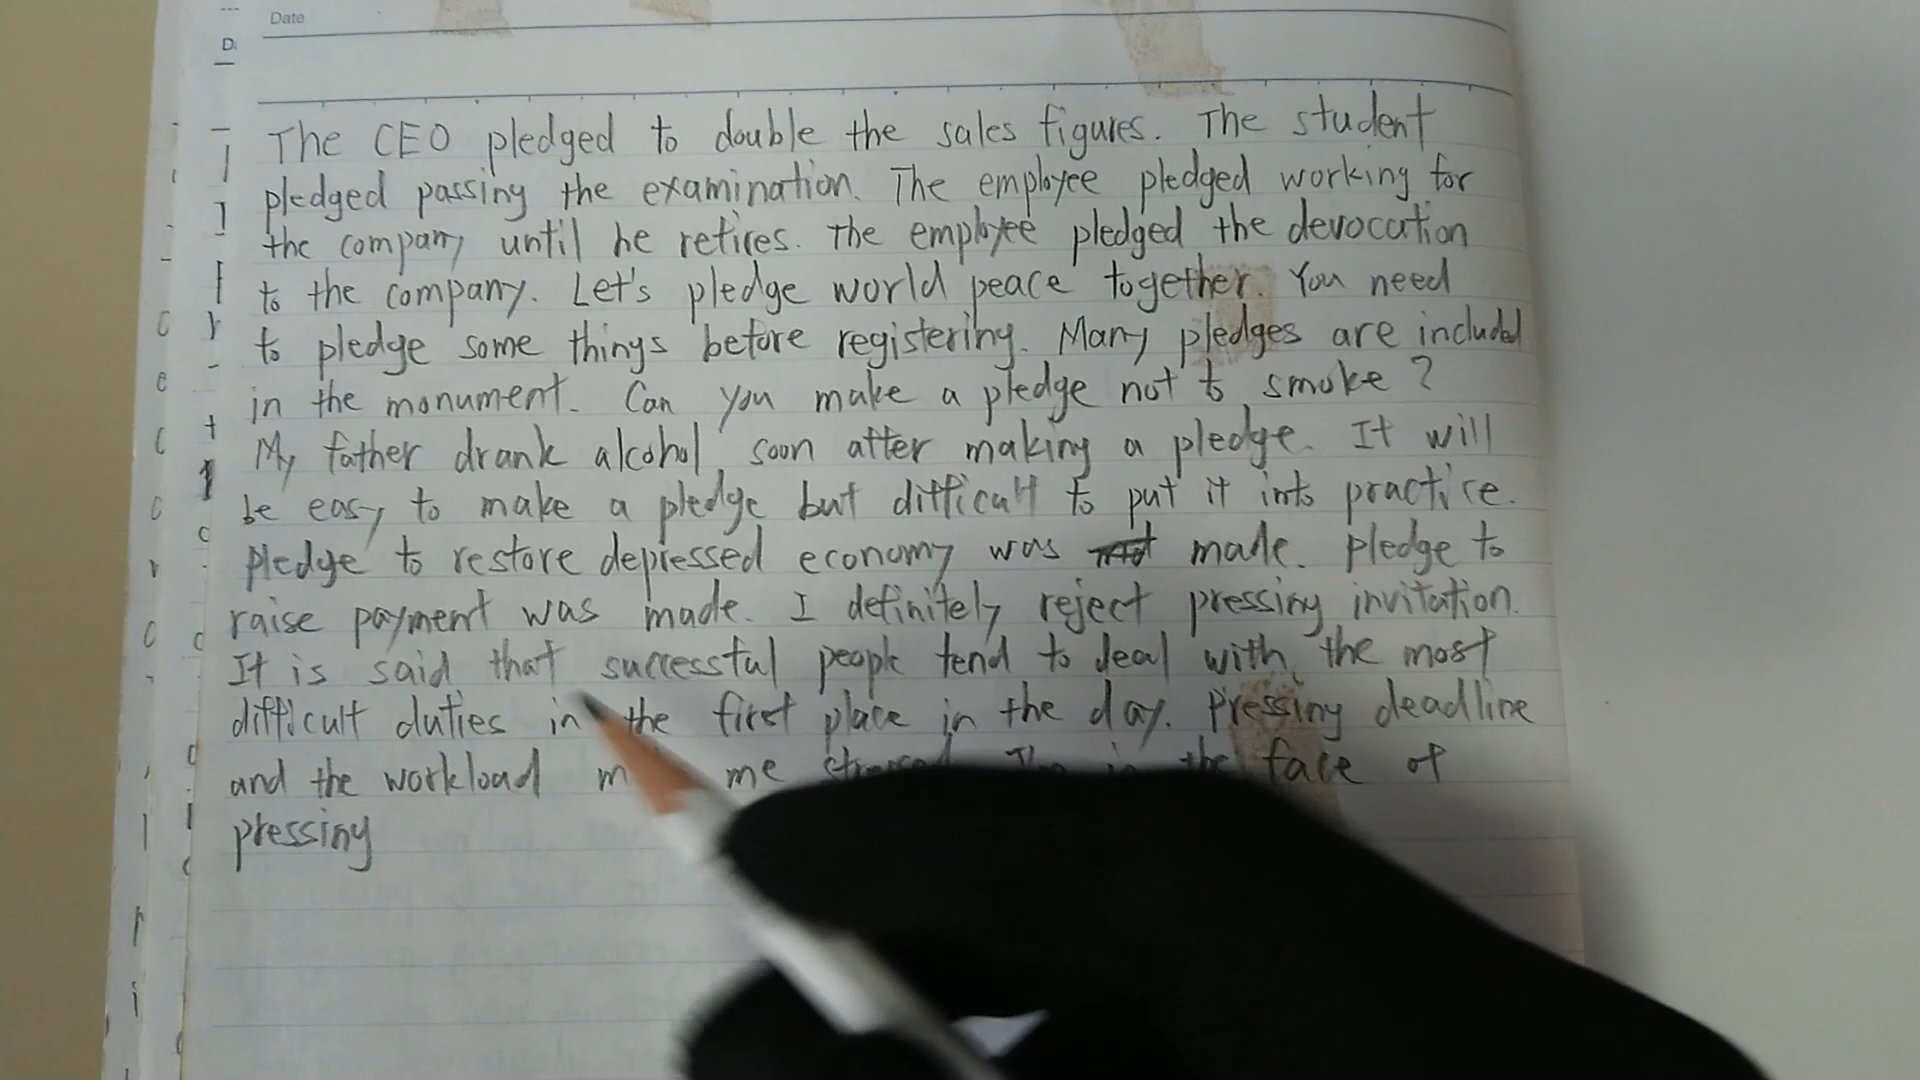 Date
D.
The CEO pledged to double the sales figures. The student
pledged passing the examination. The employee pledged working for
the company until he retires. The employee pledged the devocation
to the company. Let's pledge world peace together. You need
to pledge some things before registering. Many pledges are included
in the monument. Can you make a pledge not to smoke?
My father drank alcohol soon after making a pledge. It will
be easy to make a pledge but difficult to put it into practice.
pledge to restore depressed economy was made. pledge to
raise payment was made. I definitely reject pressing invitation.
It is said that successful people tend to deal with the most
difficult duties in the first place in the day. Pressing deadline
and the workload me the face of
pressing